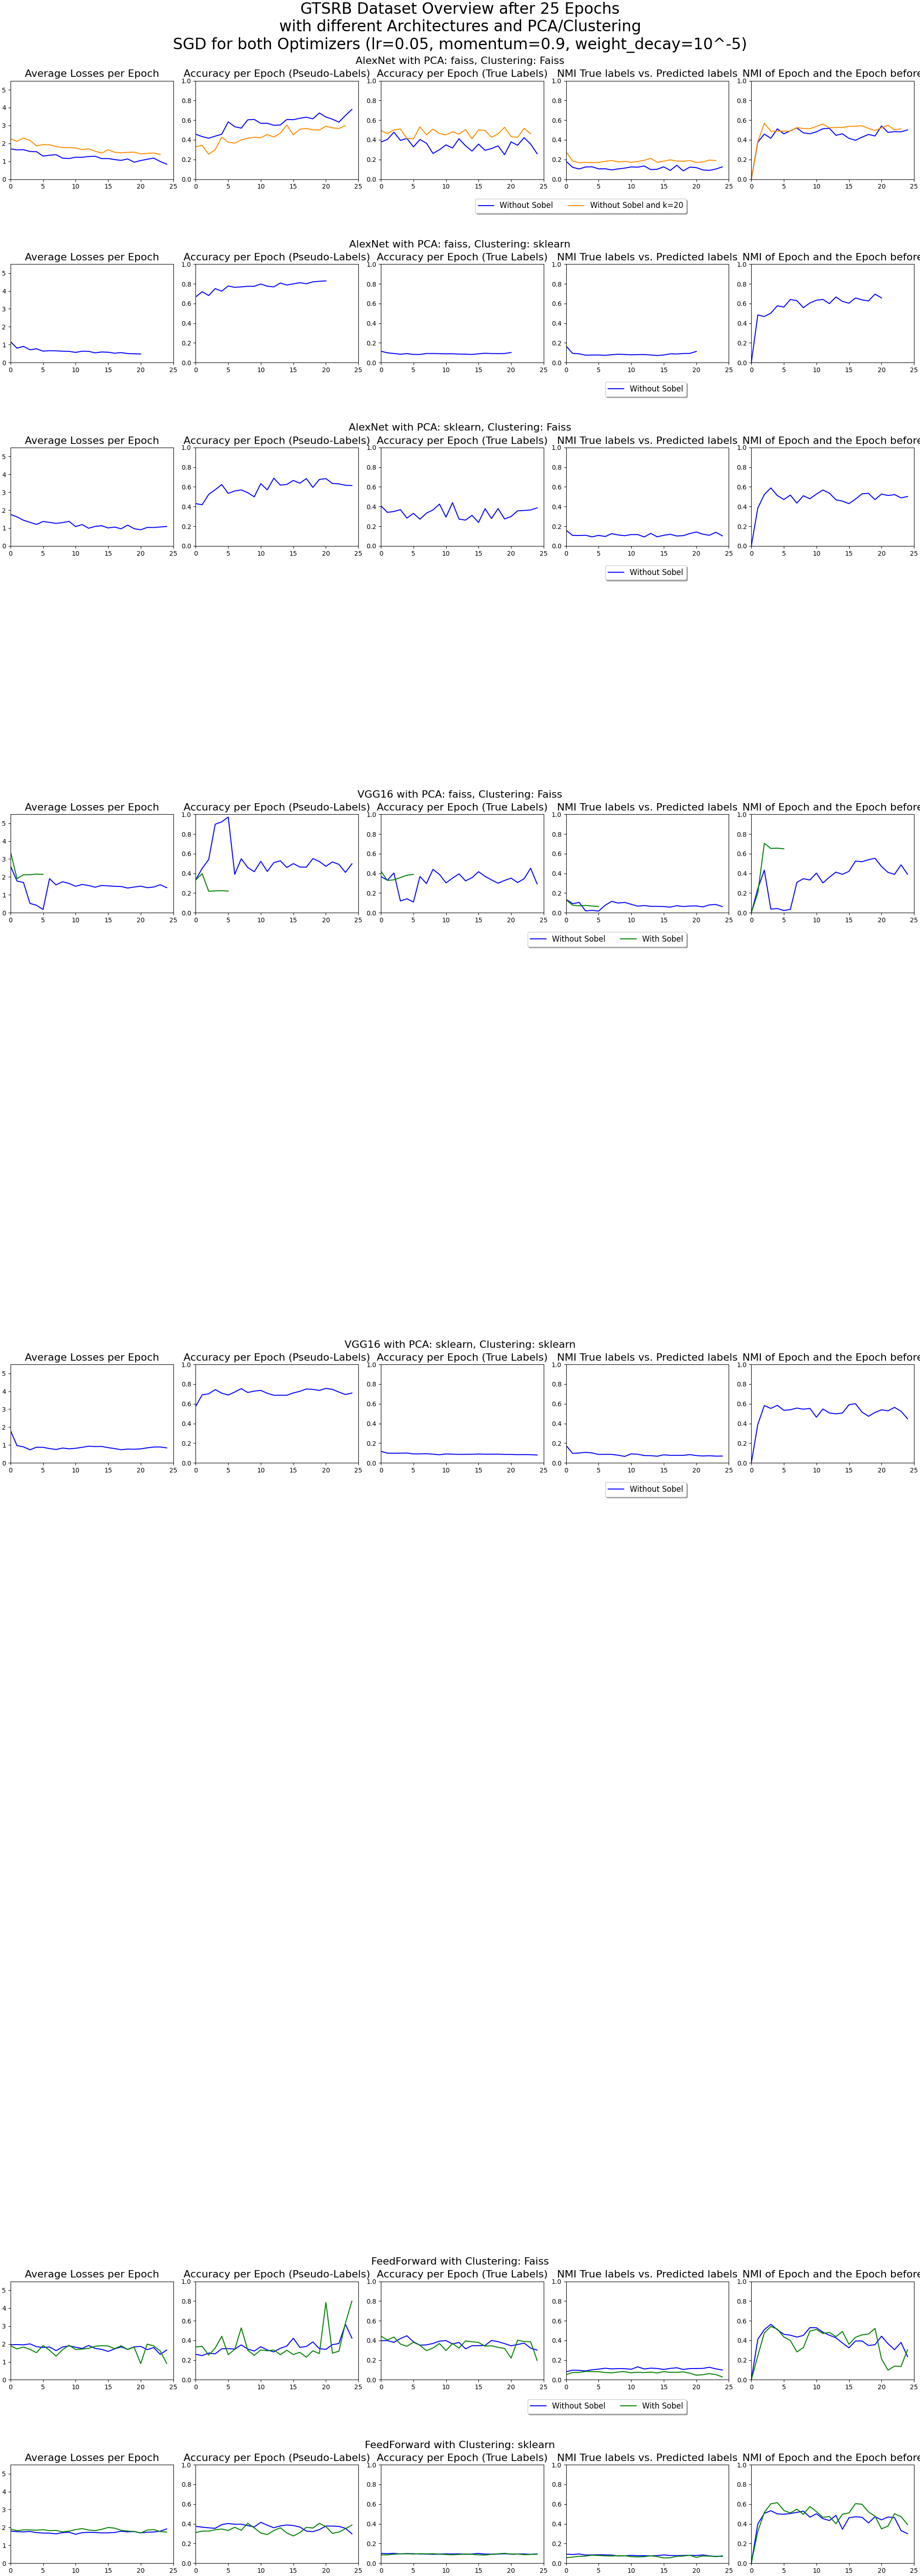 GTSRB Dataset Overview after 25 Epochs
with different Architectures and PCA/Clustering
SGD for both Optimizers (lr=0.05, momentum=0.9, weight_decay=10^-5)
AlexNet with PCA: faiss, Clustering: Faiss
Average Losses per Epoch
Accuracy per Epoch (Pseudo-Labels)
Accuracy per Epoch (True Labels)
NMI True labels vs. Predicted labels
NMI of Epoch and the Epoch before
Without Sobel
Without Sobel and k=20
AlexNet with PCA: faiss, Clustering: sklearn
Average Losses per Epoch
Accuracy per Epoch (Pseudo-Labels)
Accuracy per Epoch (True Labels)
NMI True labels vs. Predicted labels
NMI of Epoch and the Epoch before
Without Sobel
AlexNet with PCA: sklearn, Clustering: Faiss
Average Losses per Epoch
Accuracy per Epoch (Pseudo-Labels)
Accuracy per Epoch (True Labels)
NMI True labels vs. Predicted labels
NMI of Epoch and the Epoch before
Without Sobel
VGG16 with PCA: faiss, Clustering: Faiss
Average Losses per Epoch
Accuracy per Epoch (Pseudo-Labels)
Accuracy per Epoch (True Labels)
NMI True labels vs. Predicted labels
NMI of Epoch and the Epoch before
Without Sobel
With Sobel
VGG16 with PCA: sklearn, Clustering: sklearn
Average Losses per Epoch
Accuracy per Epoch (Pseudo-Labels)
Accuracy per Epoch (True Labels)
NMI True labels vs. Predicted labels
NMI of Epoch and the Epoch before
Without Sobel
FeedForward with Clustering: Faiss
Average Losses per Epoch
Accuracy per Epoch (Pseudo-Labels)
Accuracy per Epoch (True Labels)
NMI True labels vs. Predicted labels
NMI of Epoch and the Epoch before
Without Sobel
With Sobel
FeedForward with Clustering: sklearn
Average Losses per Epoch
Accuracy per Epoch (Pseudo-Labels)
Accuracy per Epoch (True Labels)
NMI True labels vs. Predicted labels
NMI of Epoch and the Epoch before